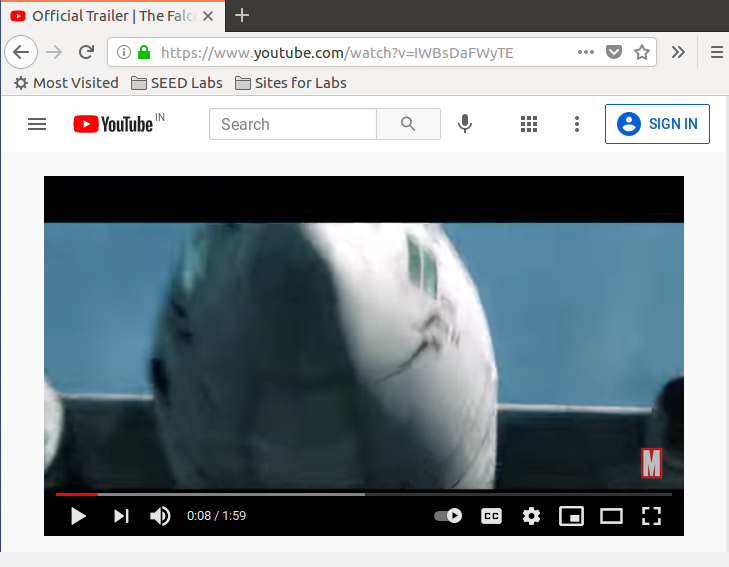 Official Trailer | The Falc
https://www.youtube.com/watch?v=IWBsDaFWyTE
Most Visited SEED Labs Sites for Labs
YouTube IN Search SIGN IN
M
0:08 / 1:59 CC